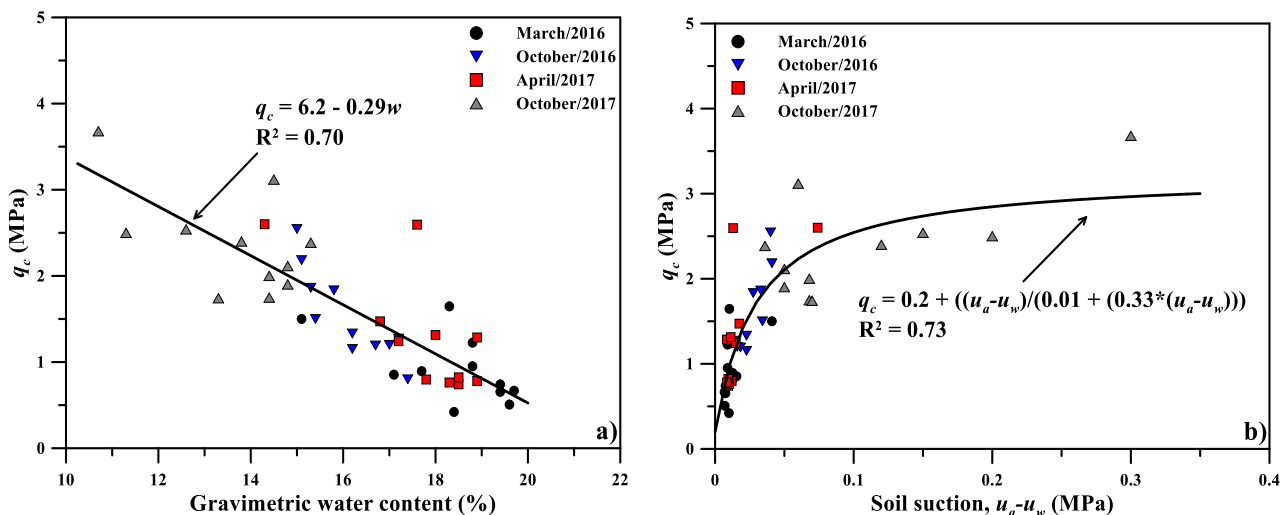 5
4
3
2
1
0
q_c (MPa)
March/2016
October/2016
April/2017
October/2017
q_c = 6.2 - 0.29w
R² = 0.70
a)
10 12 14 16 18 20 22
Gravimetric water content (%)
5
4
3
2
1
0
q_c (MPa)
March/2016
October/2016
April/2017
October/2017
q_c = 0.2 + ((u_a-u_w)/(0.01 + (0.33*(u_a-u_w)))
R² = 0.73
b)
0 0.1 0.2 0.3 0.4
Soil suction, u_a-u_w (MPa)